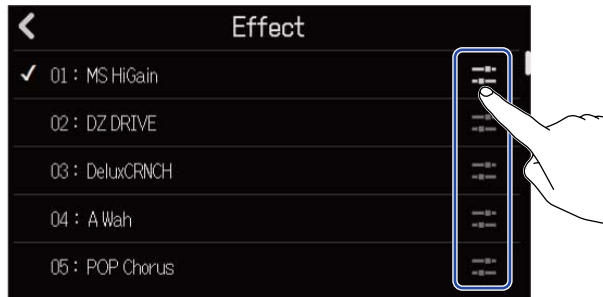 Effect
01 : MS HiGain
02 : DZ DRIVE
03 : DeluxCRNCH
04 : A Wah
05 : POP Chorus